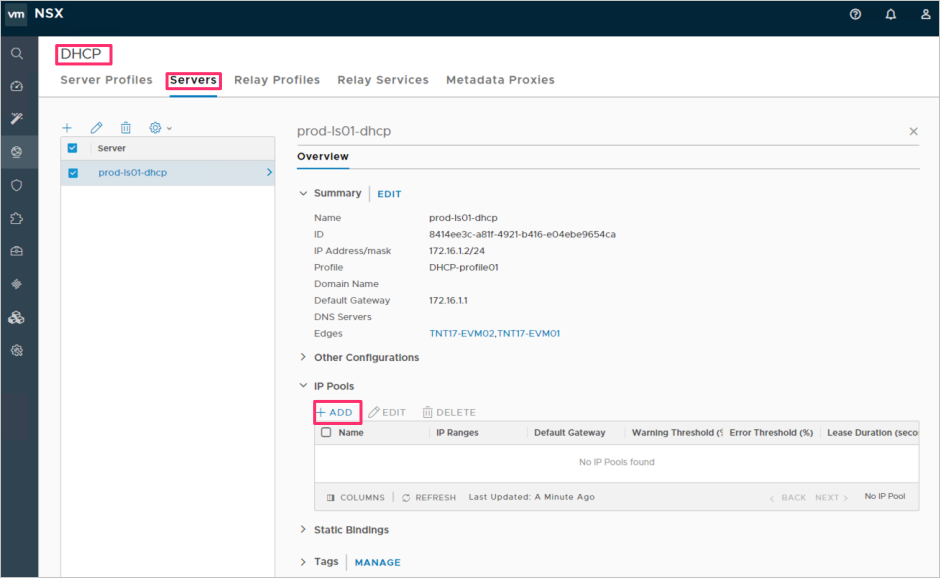 vm NSX
DHCP
Server Profiles Servers Relay Profiles Relay Services Metadata Proxies
Server
prod-ls01-dhcp
prod-ls01-dhcp
Overview
Summary EDIT
Name prod-ls01-dhcp
ID 8414ee3c-a81f-4921-b416-e04ebe9654ca
IP Address/mask 172.16.1.2/24
Profile DHCP-profile01
Domain Name
Default Gateway 172.16.1.1
DNS Servers
Edges TNT17-EVM02,TNT17-EVM01
Other Configurations
IP Pools
+ ADD EDIT DELETE
Name IP Ranges Default Gateway Warning Threshold (% Error Threshold (%) Lease Duration (seco
No IP Pools found
COLUMNS REFRESH Last Updated: A Minute Ago BACK NEXT No IP Pool
Static Bindings
Tags MANAGE